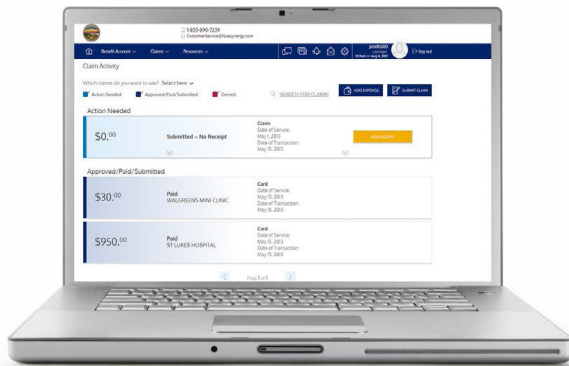 1-855-890-7239
CustomerService@Nuesynergy.com
Benefit Account
Claims
Resources
jsmith500
Log out
Claim Activity
Which claims do you want to see? Select here
Action Needed
Approved/Paid/Submitted
Denied
SEARCH FOR CLAIMS
ADD EXPENSE
SUBMIT CLAIM
Action Needed
$0.00
Submitted – No Receipt
Claim
Date of Service:
May 1, 2013
Date of Transaction:
May 15, 2013
ADD RECEIPT
Approved/Paid/Submitted
$30.00
Paid
WALGREENS MINI CLINIC
Card
Date of Service:
May 15, 2013
Date of Transaction:
May 15, 2013
$950.00
Paid
ST LUKES HOSPITAL
Card
Date of Service:
May 15, 2013
Date of Transaction:
May 15, 2013
Page 1 of 1